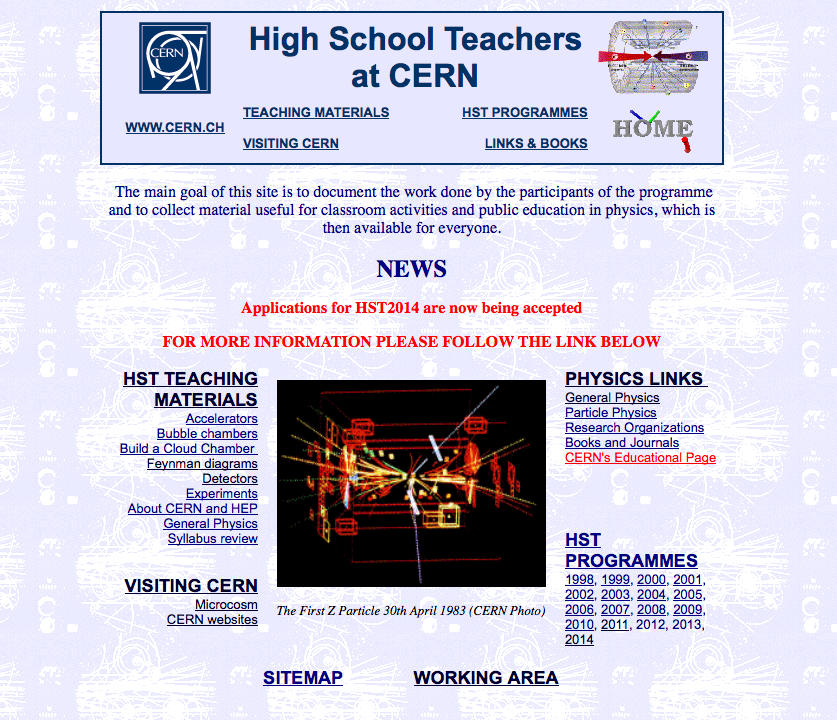 CERN
High School Teachers
at CERN
WWW.CERN.CH
TEACHING MATERIALS
HST PROGRAMMES
VISITING CERN
LINKS & BOOKS
HOME
The main goal of this site is to document the work done by the participants of the programme
and to collect material useful for classroom activities and public education in physics, which is
then available for everyone.
NEWS
Applications for HST2014 are now being accepted
FOR MORE INFORMATION PLEASE FOLLOW THE LINK BELOW
HST TEACHING
MATERIALS
Accelerators
Bubble chambers
Build a Cloud Chamber
Feynman diagrams
Detectors
Experiments
About CERN and HEP
General Physics
Syllabus review
VISITING CERN
Microcosm
CERN websites
The First Z Particle 30th April 1983 (CERN Photo)
PHYSICS LINKS
General Physics
Particle Physics
Research Organizations
Books and Journals
CERN's Educational Page
HST
PROGRAMMES
1998, 1999, 2000, 2001,
2002, 2003, 2004, 2005,
2006, 2007, 2008, 2009,
2010, 2011, 2012, 2013,
2014
SITEMAP
WORKING AREA